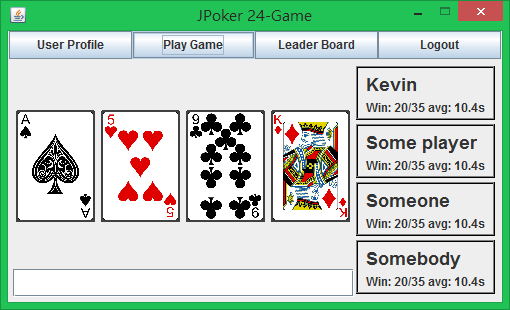 JPoker 24-Game
User Profile
Play Game
Leader Board
Logout
A
5
9
K
A
5
9
K
Kevin
Win: 20/35 avg: 10.4s
Some player
Win: 20/35 avg: 10.4s
Someone
Win: 20/35 avg: 10.4s
Somebody
Win: 20/35 avg: 10.4s